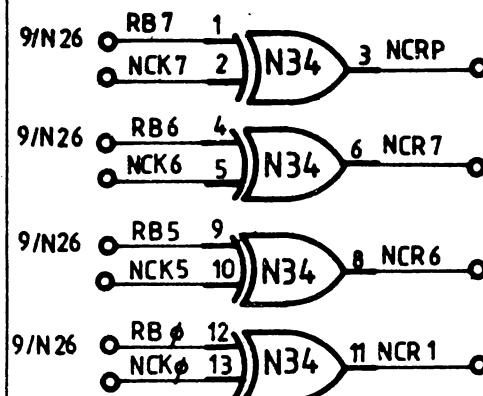 9/N26 RB7 1
NCK7 2 N34 3 NCRP
9/N26 RB6 4
NCK6 5 N34 6 NCR7
9/N26 RB5 9
NCK5 10 N34 8 NCR6
9/N26 RBø 12
NCKø 13 N34 11 NCR1